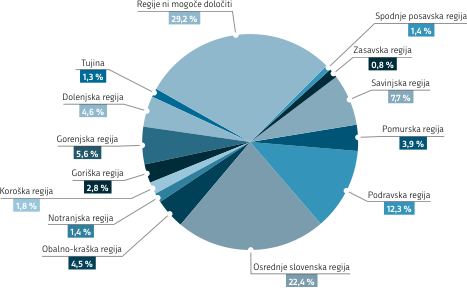 Regije ni mogoče določiti
29,2 %
Spodnje posavska regija
1,4 %
Zasavska regija
0,8 %
Savinjska regija
7,7 %
Pomurska regija
3,9 %
Podravska regija
12,3 %
Osrednje slovenska regija
22,4 %
Obalno-kraška regija
4,5 %
Notranjska regija
1,4 %
Koroška regija
1,8 %
Goriška regija
2,8 %
Gorenjska regija
5,6 %
Dolenjska regija
4,6 %
Tujina
1,3 %